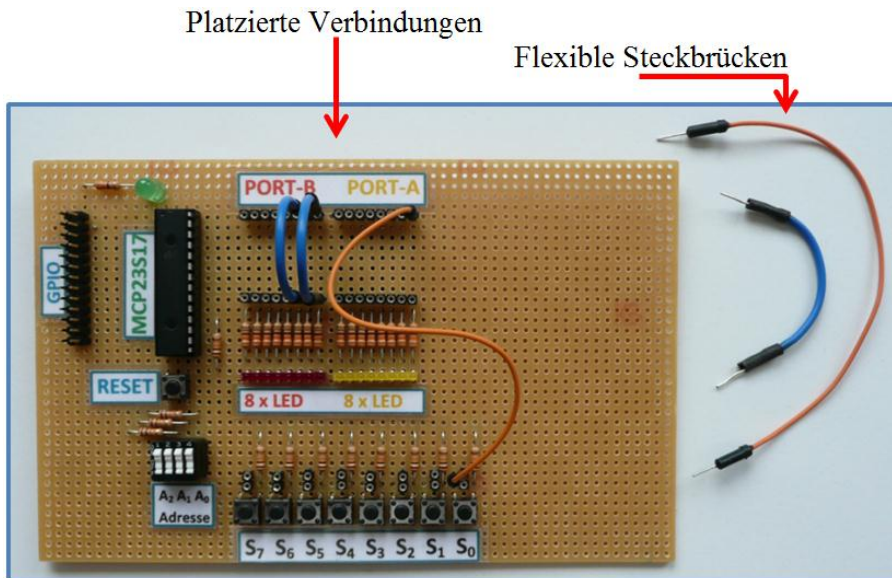 Platzierte Verbindungen
Flexible Steckbrücken
PORT-B PORT-A
GPIO
MCP23S17
RESET
8 x LED 8 x LED
A₂ A₁ A₀
Adresse
S₇ S₆ S₅ S₄ S₃ S₂ S₁ S₀